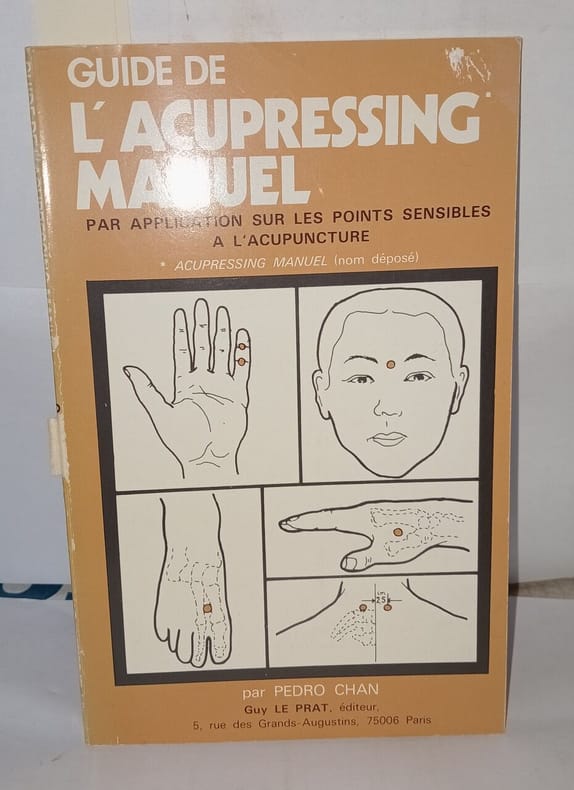 GUIDE DE
L'ACUPRESSING*
MANUEL
PAR APPLICATION SUR LES POINTS SENSIBLES
A L'ACUPUNCTURE
* ACUPRESSING MANUEL (nom déposé)
par PEDRO CHAN
Guy LE PRAT, éditeur,
5, rue des Grands-Augustins, 75006 Paris